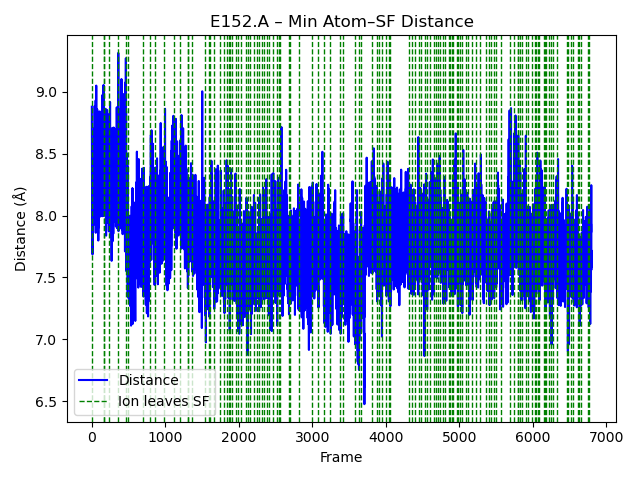 E152.A – Min Atom–SF Distance
Distance (Å)
9.0
8.5
8.0
7.5
7.0
6.5
Distance
Ion leaves SF
0 1000 2000 3000 4000 5000 6000 7000
Frame